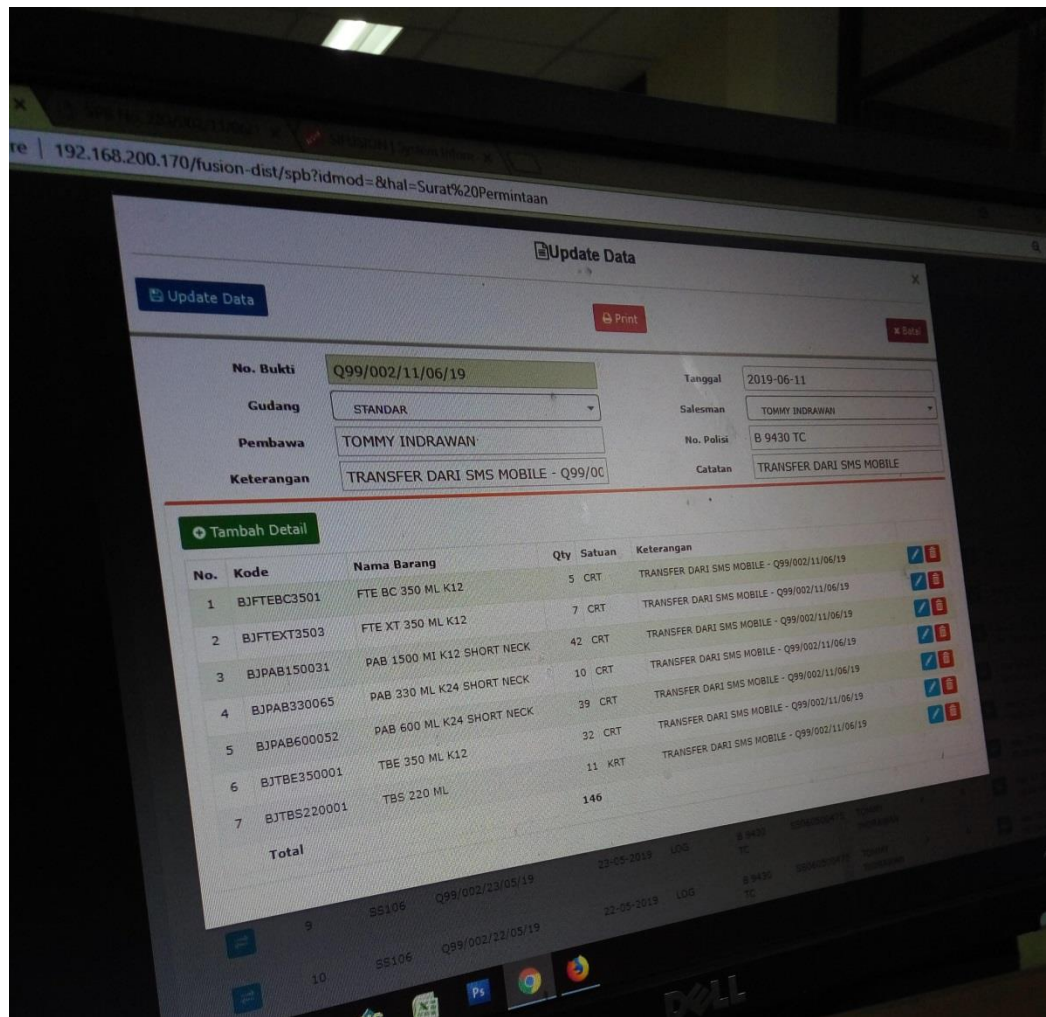 192.168.200.170/fusion-dist/spb?idmod=&hal=Surat%20Permintaan
Update Data
Update Data
Print
Batal
No. Bukti Q99/002/11/06/19 Tanggal 2019-06-11
Gudang STANDAR Salesman TOMMY INDRAWAN
Pembawa TOMMY INDRAWAN No. Polisi B 9430 TC
Keterangan TRANSFER DARI SMS MOBILE - Q99/00 Catatan TRANSFER DARI SMS MOBILE
Tambah Detail
No. Kode Nama Barang Qty Satuan Keterangan
1 BJFTEBC3501 FTE BC 350 ML K12 5 CRT TRANSFER DARI SMS MOBILE - Q99/002/11/06/19
2 BJFTEXT3503 FTE XT 350 ML K12 7 CRT TRANSFER DARI SMS MOBILE - Q99/002/11/06/19
3 BJPAB150031 PAB 1500 MI K12 SHORT NECK 42 CRT TRANSFER DARI SMS MOBILE - Q99/002/11/06/19
4 BJPAB330065 PAB 330 ML K24 SHORT NECK 10 CRT TRANSFER DARI SMS MOBILE - Q99/002/11/06/19
5 BJPAB600052 PAB 600 ML K24 SHORT NECK 39 CRT TRANSFER DARI SMS MOBILE - Q99/002/11/06/19
6 BJTBE350001 TBE 350 ML K12 32 CRT TRANSFER DARI SMS MOBILE - Q99/002/11/06/19
7 BJTBS220001 TBS 220 ML 11 KRT TRANSFER DARI SMS MOBILE - Q99/002/11/06/19
Total 146
9 SS106 Q99/002/23/05/19 23-05-2019 LOG B 9430 TC
10 SS106 Q99/002/22/05/19 22-05-2019 LOG B 9430 TC
Ps
DELL